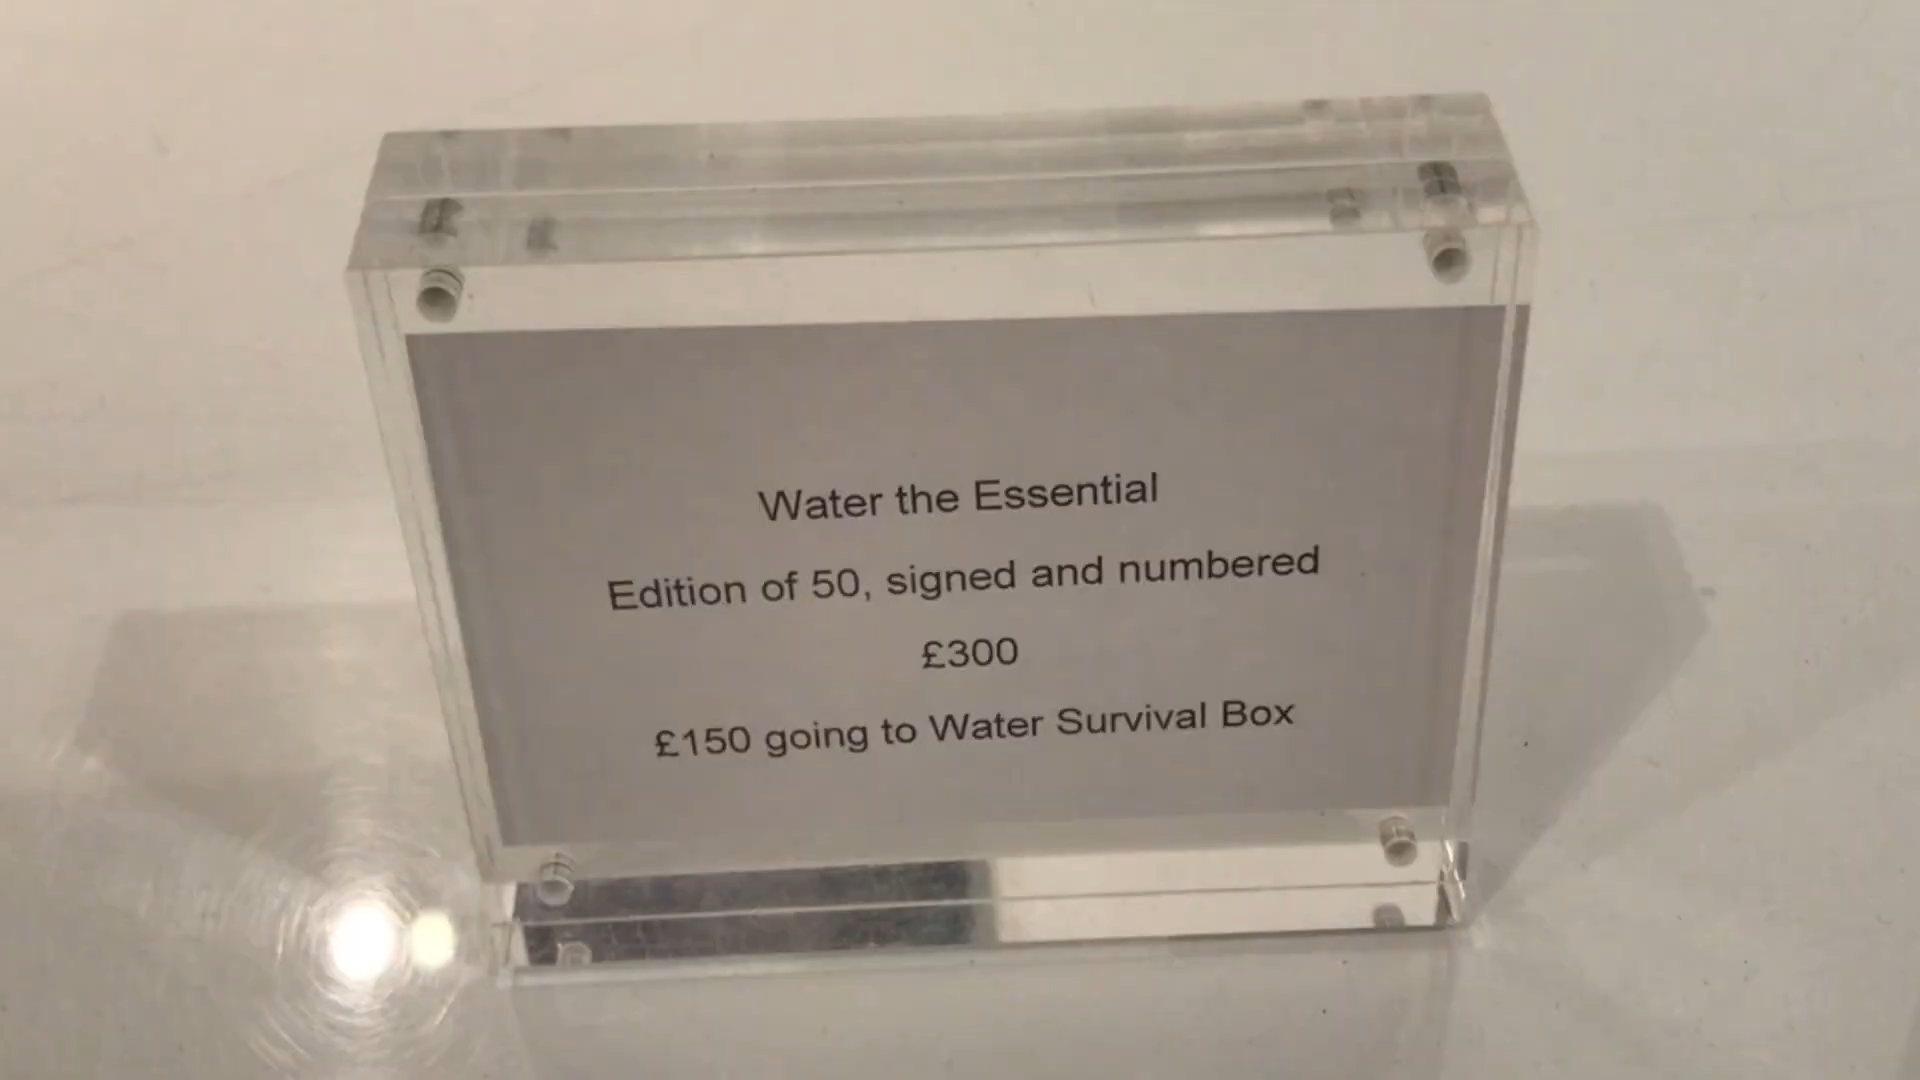 Water the Essential
Edition of 50, signed and numbered
£300
£150 going to Water Survival Box